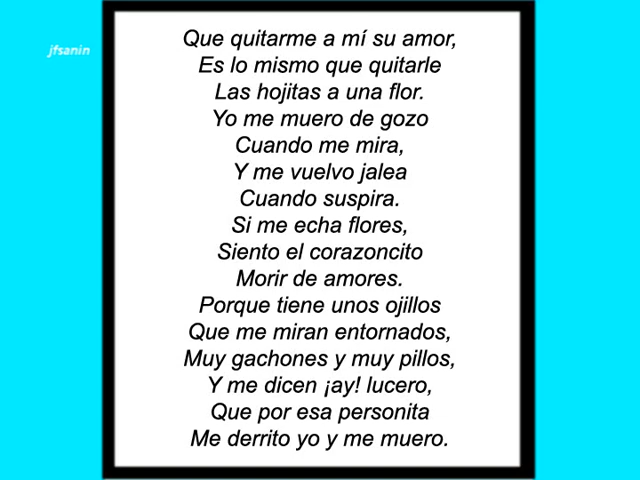 jfsanin
Que quitarme a mí su amor,
Es lo mismo que quitarle
Las hojitas a una flor.
Yo me muero de gozo
Cuando me mira,
Y me vuelvo jalea
Cuando suspira.
Si me echa flores,
Siento el corazoncito
Morir de amores.
Porque tiene unos ojillos
Que me miran entornados,
Muy gachones y muy pillos,
Y me dicen ¡ay! lucero,
Que por esa personita
Me derrito yo y me muero.